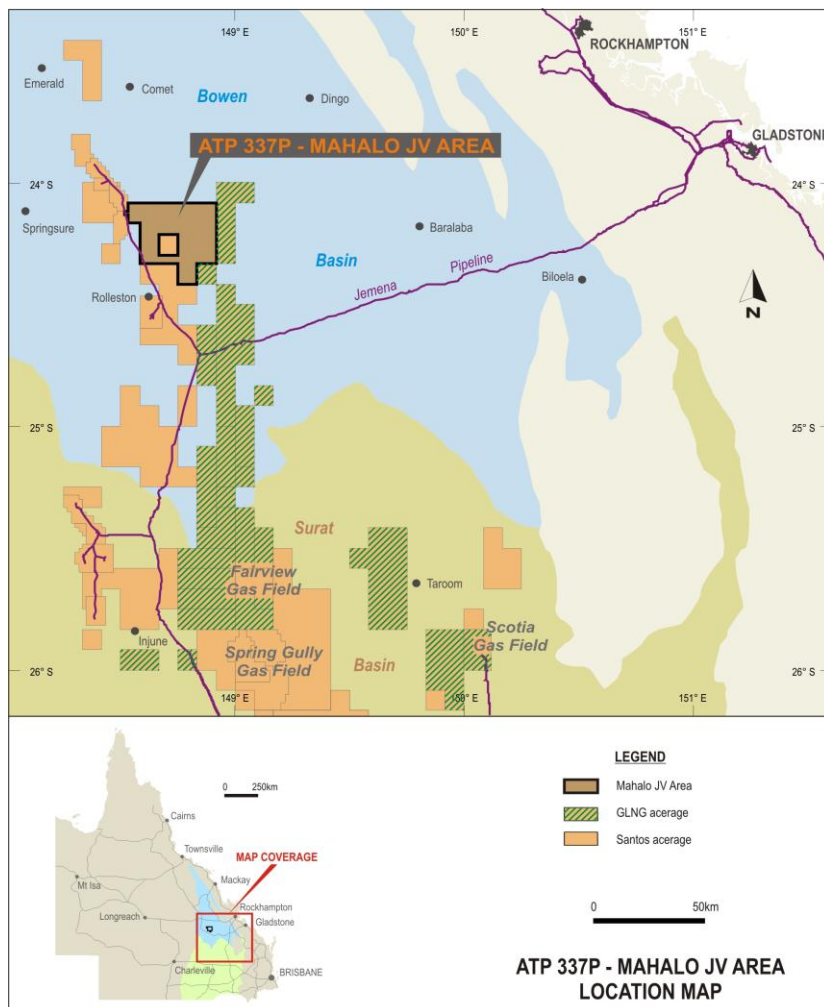 149° E
150° E
151° E
ROCKHAMPTON
Emerald
Comet
Bowen
Dingo
GLADSTONE
ATP 337P - MAHALO JV AREA
24° S
24° S
Springsure
Baralaba
Basin
Pipeline
Biloela
Jemena
Rolleston
N
25° S
25° S
Surat
Fairview
Gas Field
Taroom
Scotia
Gas Field
Injune
Spring Gully
Gas Field
Basin
26° S
26° S
149° E
150° E
151° E
LEGEND
Mahalo JV Area
GLNG acerage
Santos acerage
0 50km
ATP 337P - MAHALO JV AREA
LOCATION MAP
0 250km
Cairns
Townsville
MAP COVERAGE
Mt Isa
Mackay
Rockhampton
Longreach
Gladstone
Charleville
BRISBANE